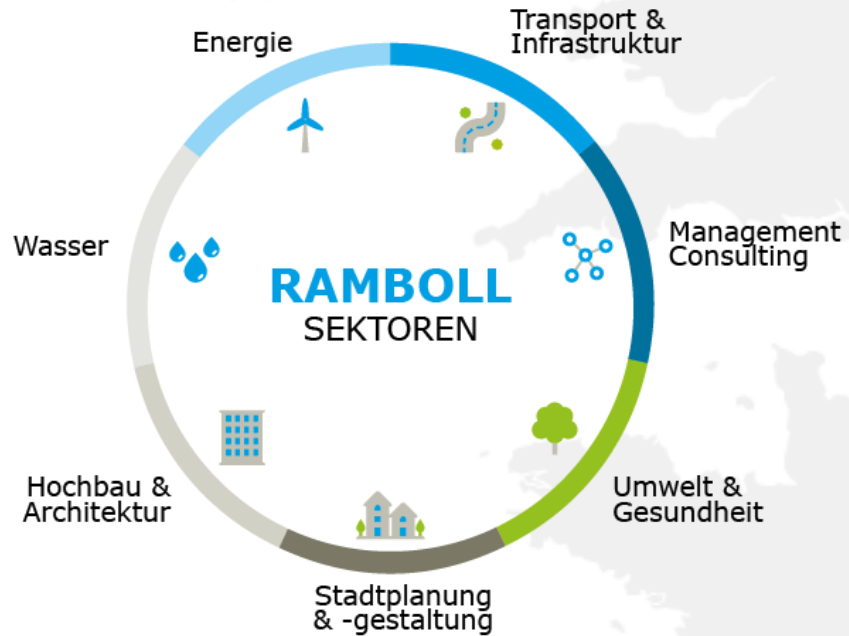 Energie
Transport &
Infrastruktur
Wasser
Management
Consulting
RAMBOLL
SEKTOREN
Hochbau &
Architektur
Umwelt &
Gesundheit
Stadtplanung
& -gestaltung